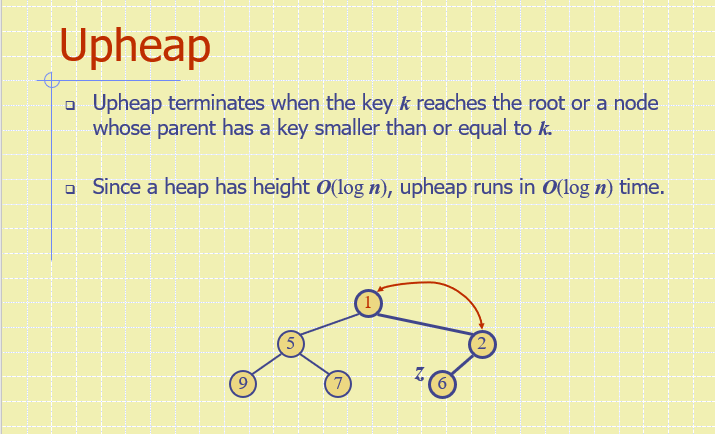 Upheap
Upheap terminates when the key k reaches the root or a node
whose parent has a key smaller than or equal to k.
Since a heap has height O(log n), upheap runs in O(log n) time.
1
5
2
9
7
z
6